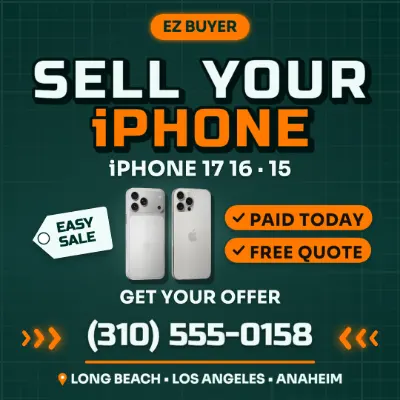 EZ BUYER
SELL YOUR
iPHONE
iPHONE 17 16 · 15
EASY
SALE
PAID TODAY
FREE QUOTE
GET YOUR OFFER
(310) 555-0158
LONG BEACH • LOS ANGELES • ANAHEIM